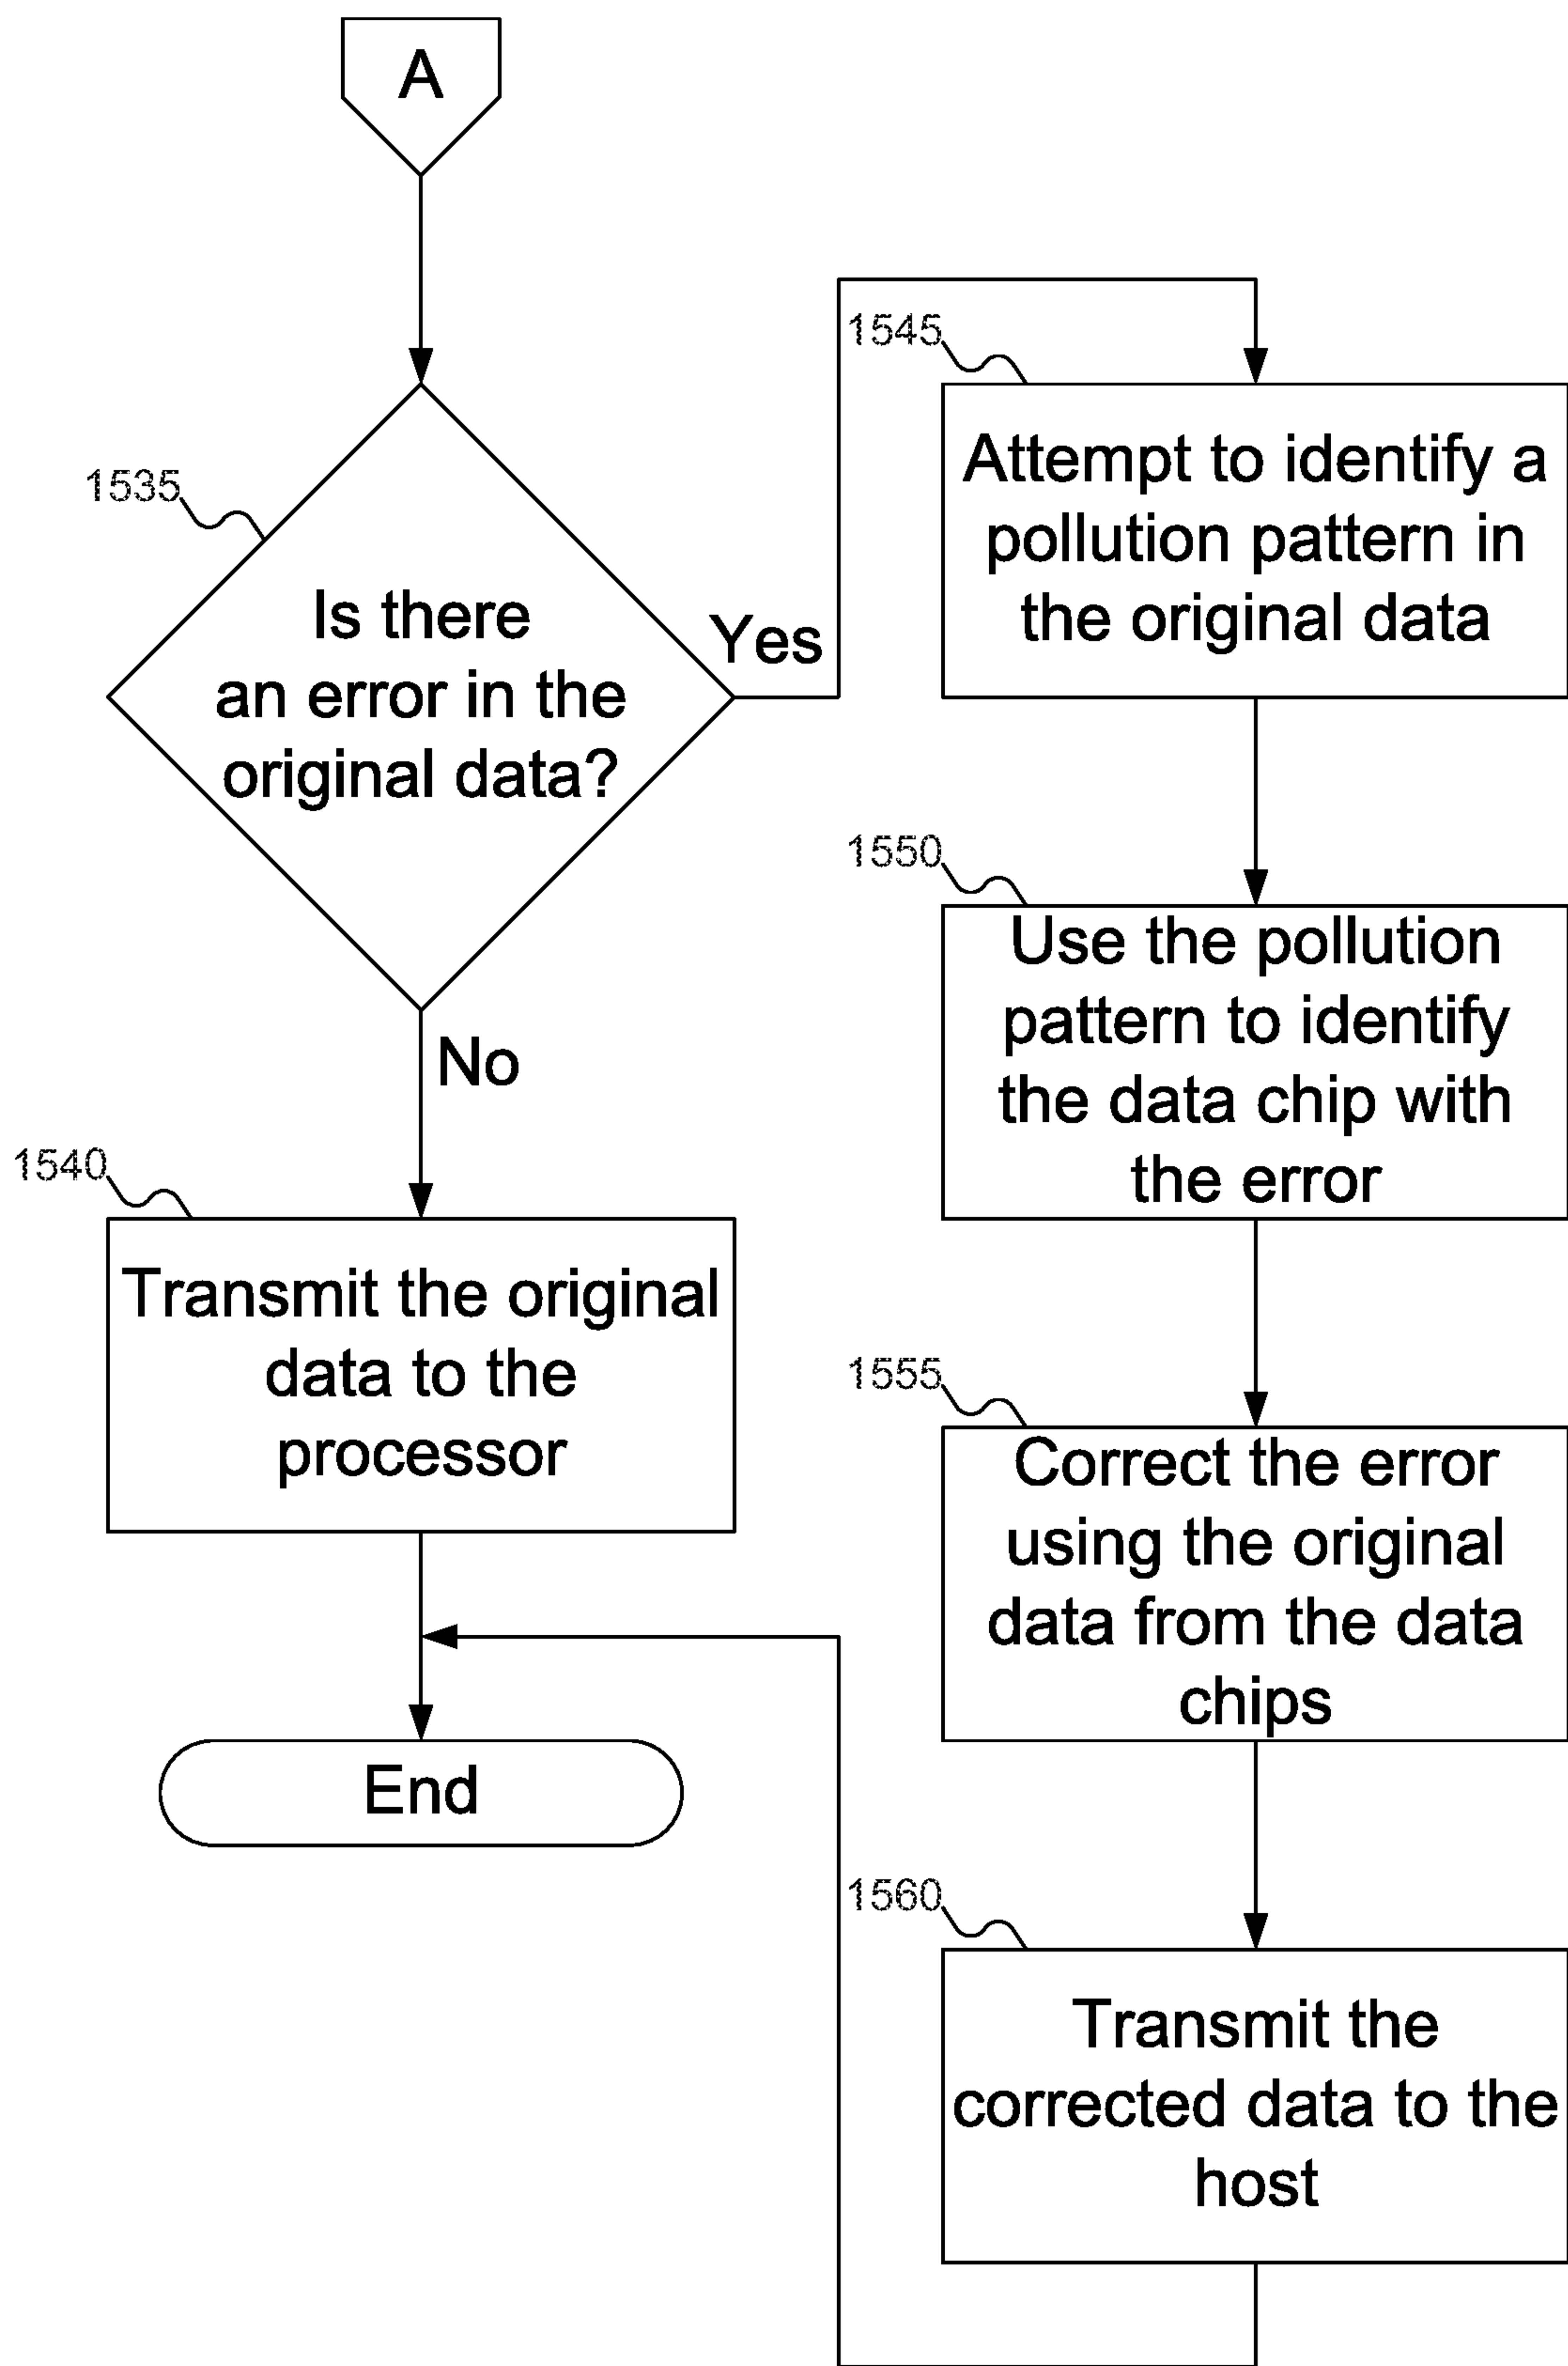 A
1535
Is there
an error in the
original data?
Yes
No
1540
Transmit the original
data to the
processor
End
1545
Attempt to identify a
pollution pattern in
the original data
1550
Use the pollution
pattern to identify
the data chip with
the error
1555
Correct the error
using the original
data from the data
chips
1560
Transmit the
corrected data to the
host